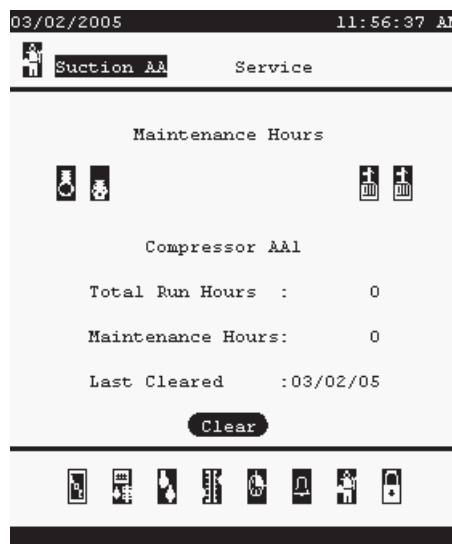 03/02/2005 11:56:37 AM
Suction AA Service
Maintenance Hours
Compressor AA1
Total Run Hours : 0
Maintenance Hours: 0
Last Cleared :03/02/05
Clear